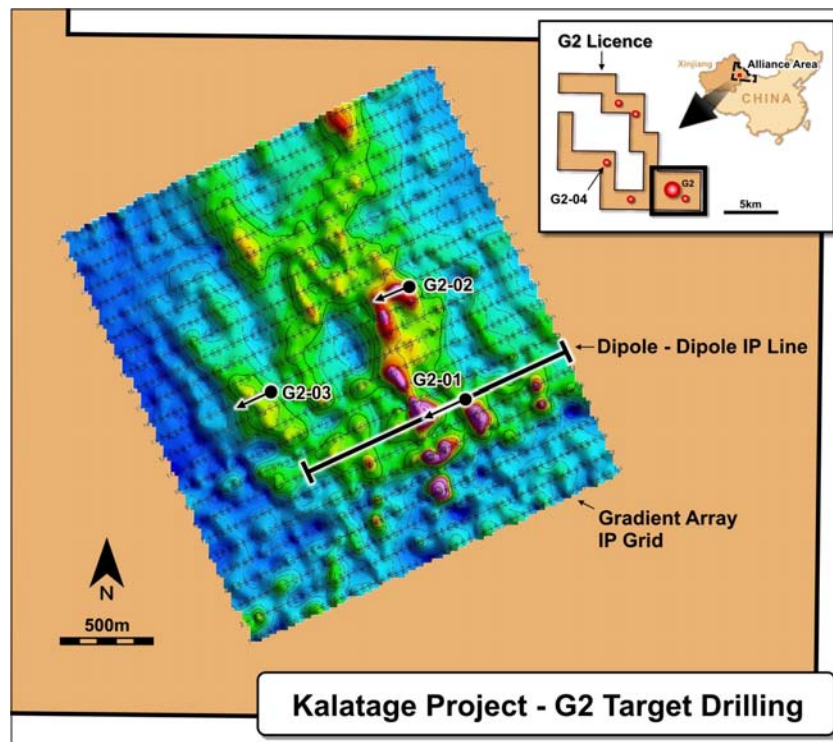 G2 Licence
Xinjiang
Alliance Area
CHINA
G2
G2-04
5km
G2-02
Dipole - Dipole IP Line
G2-01
G2-03
Gradient Array
IP Grid
N
500m
Kalatage Project - G2 Target Drilling